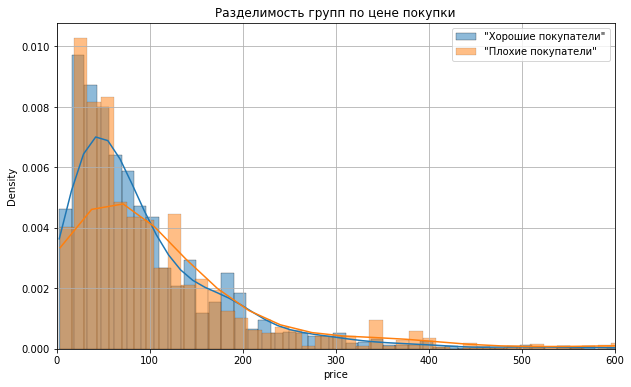 Разделимость групп по цене покупки
"Хорошие покупатели"
"Плохие покупатели"
0.010
0.008
0.006
0.004
0.002
0.000
Density
0 100 200 300 400 500 600
price